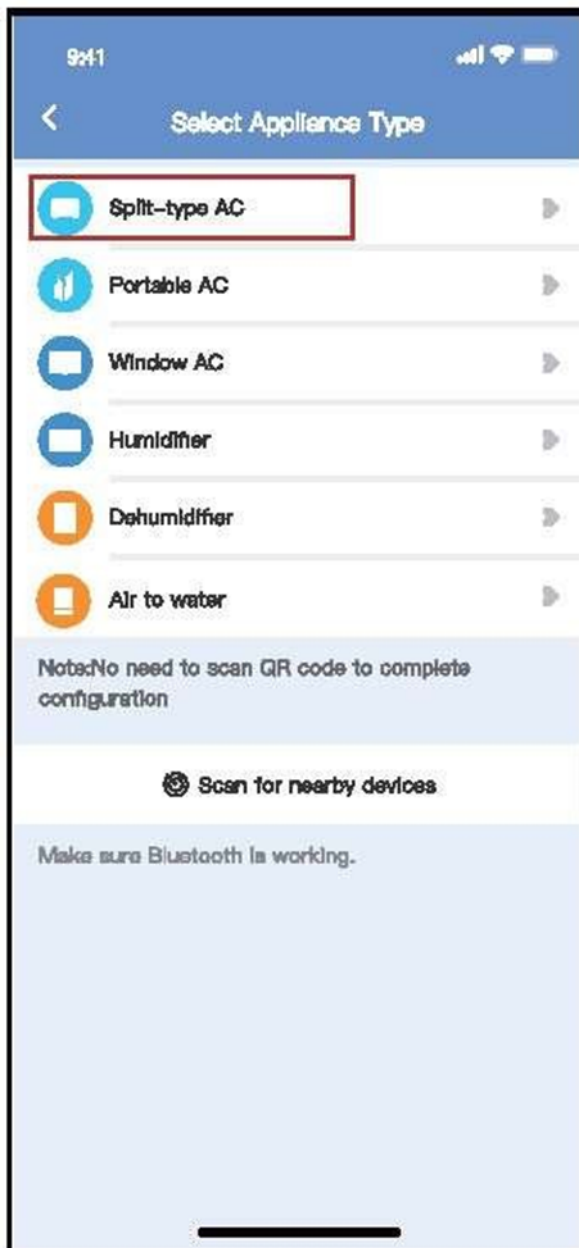 9:41
Select Appliance Type
Split-type AC
Portable AC
Window AC
Humidifier
Dehumidifier
Air to water
Note:No need to scan QR code to complete
configuration
Scan for nearby devices
Make sure Bluetooth is working.